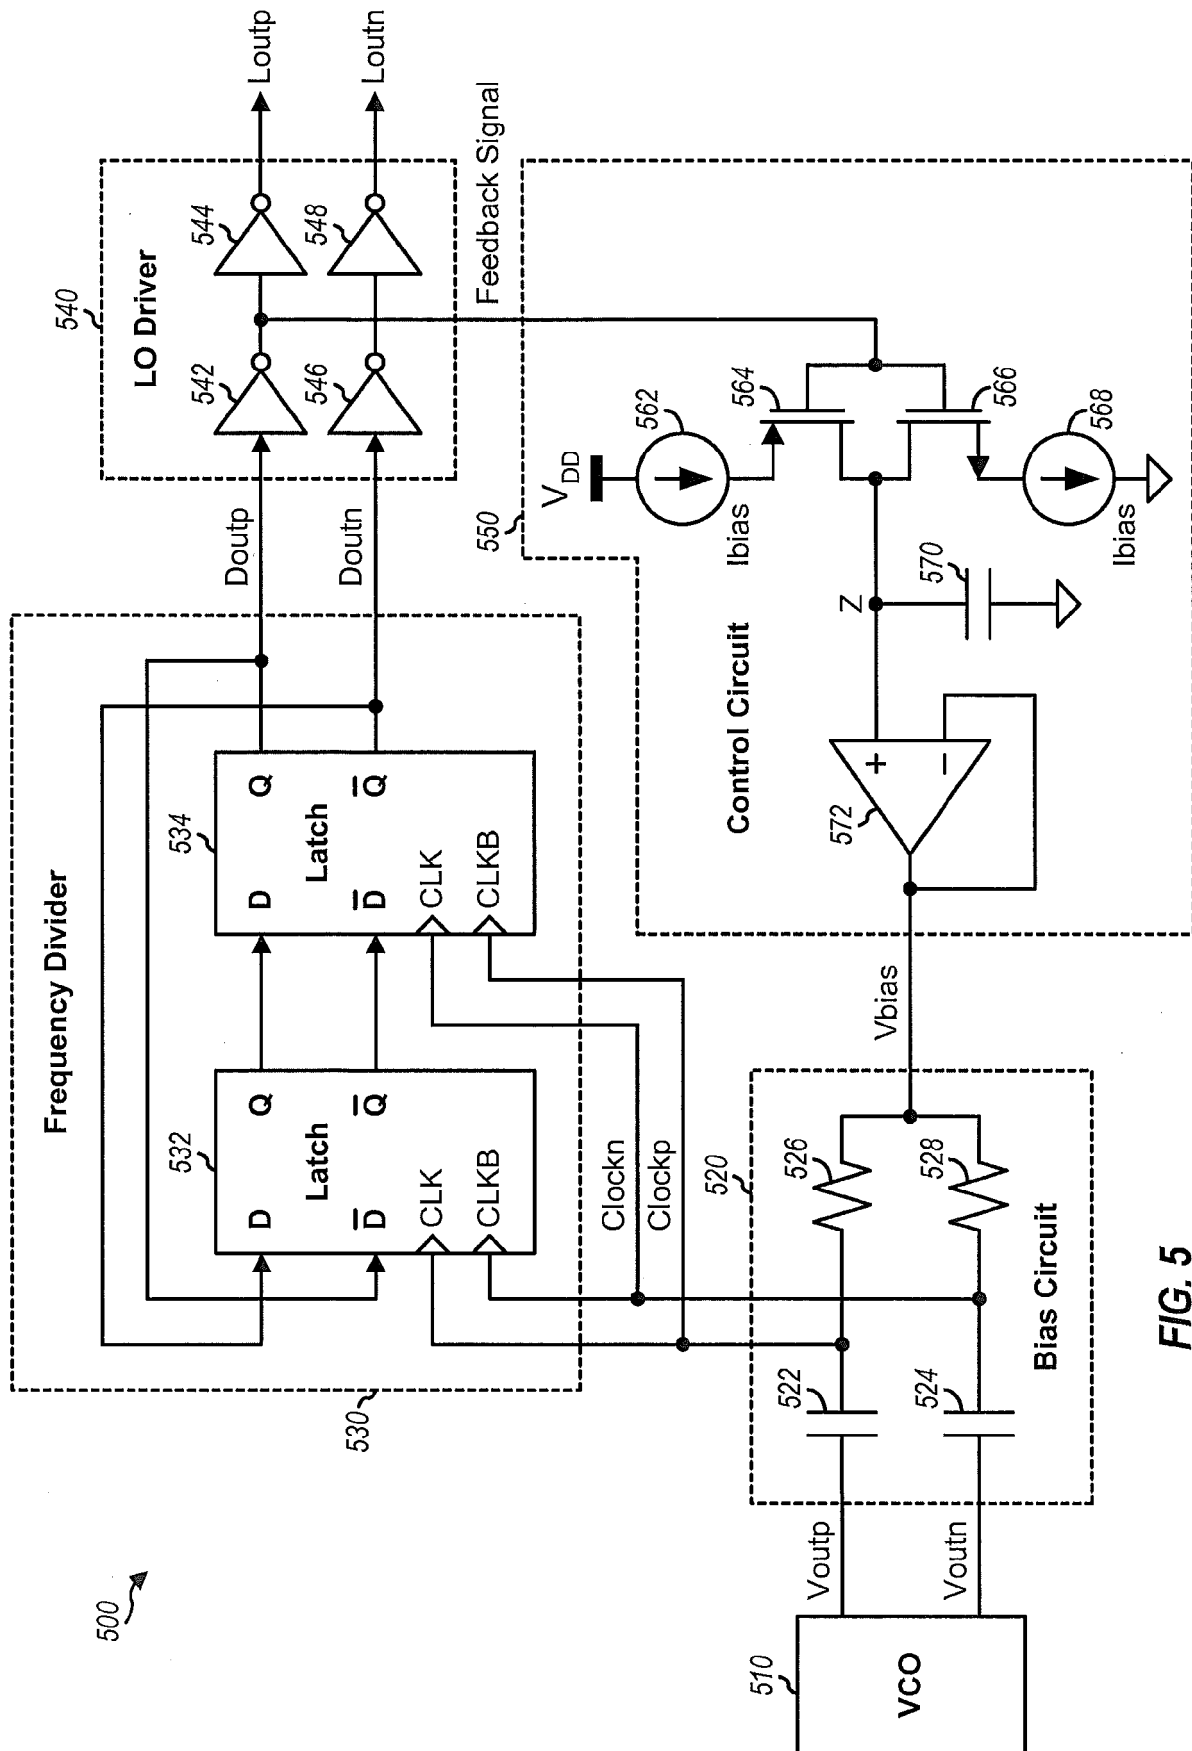 500
510
VCO
Voutp
Voutn
520
522
524
526
528
Bias Circuit
Vbias
Clockn
Clockp
530
Frequency Divider
532
D
Q
Latch
D̅
Q̅
CLK
CLKB
534
D
Q
Latch
D̅
Q̅
CLK
CLKB
Doutp
Doutn
540
LO Driver
542
544
546
548
Loutp
Loutn
Feedback Signal
550
Control Circuit
VDD
562
Ibias
564
566
568
Ibias
Z
570
572
+
−
FIG. 5